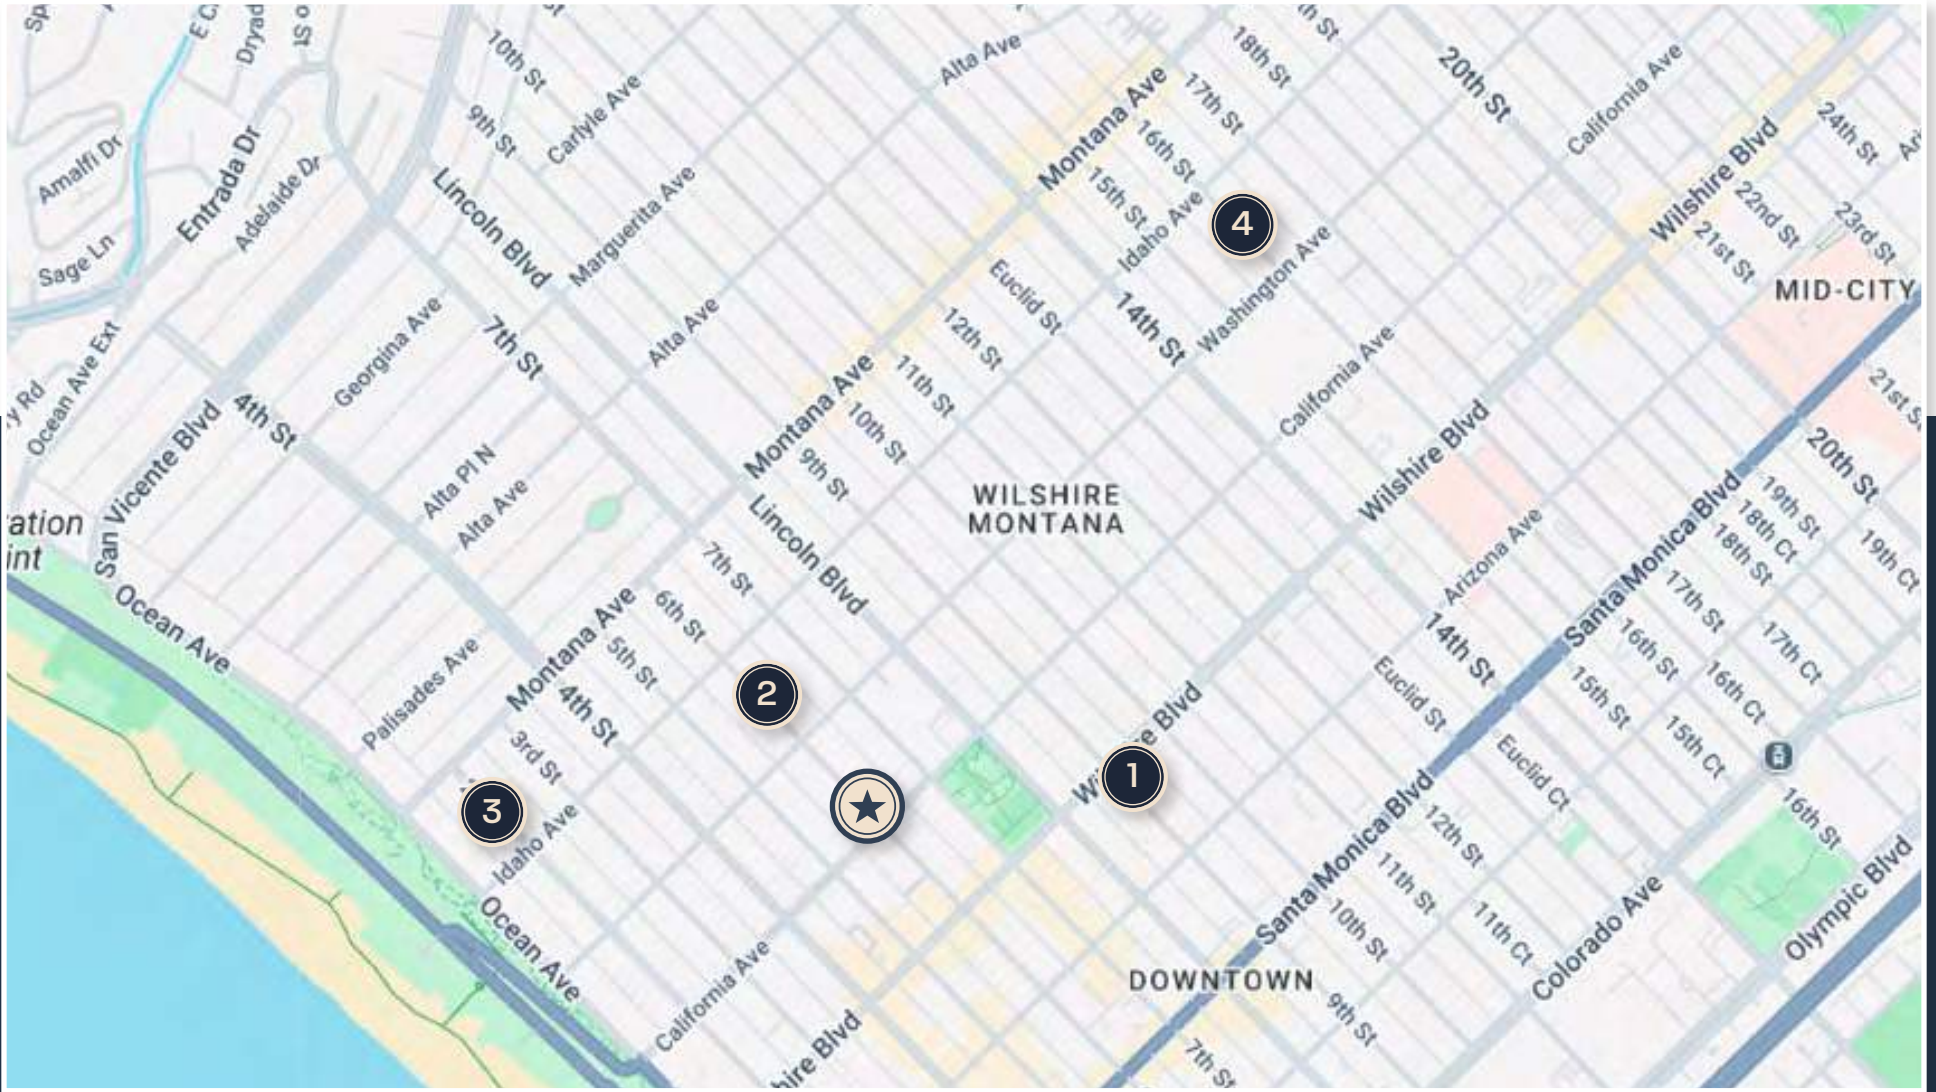 10th St
Alta Ave
18th St
20th St
California Ave
Montana Ave
17th St
24th St
Carlyle Ave
9th St
Wilshire Blvd
16th St
Amalfi Dr
Entrada Dr
Adelaide Dr
Lincoln Blvd
Marguerita Ave
15th St
Idaho Ave
4
22nd St
23rd St
21st St
Sage Ln
Washington Ave
MID-CITY
Euclid St
14th St
Ocean Ave Ext
Georgina Ave
7th St
Alta Ave
12th St
California Ave
11th St
Montana Ave
10th St
4th St
San Vicente Blvd
Wilshire Blvd
20th St
Alta Pl N
Alta Ave
9th St
WILSHIRE
MONTANA
Lincoln Blvd
Santa Monica Blvd
19th St
18th Ct
18th St
19th Ct
Arizona Ave
7th St
17th St
Ocean Ave
Montana Ave
6th St
5th St
14th St
16th St
17th Ct
Palisades Ave
2
4th St
Euclid St
15th St
16th Ct
3rd St
15th Ct
1
Euclid Ct
3
Idaho Ave
Santa Monica Blvd
12th St
16th St
11th St
Ocean Ave
10th St
11th Ct
Colorado Ave
Olympic Blvd
California Ave
DOWNTOWN
9th St
7th St